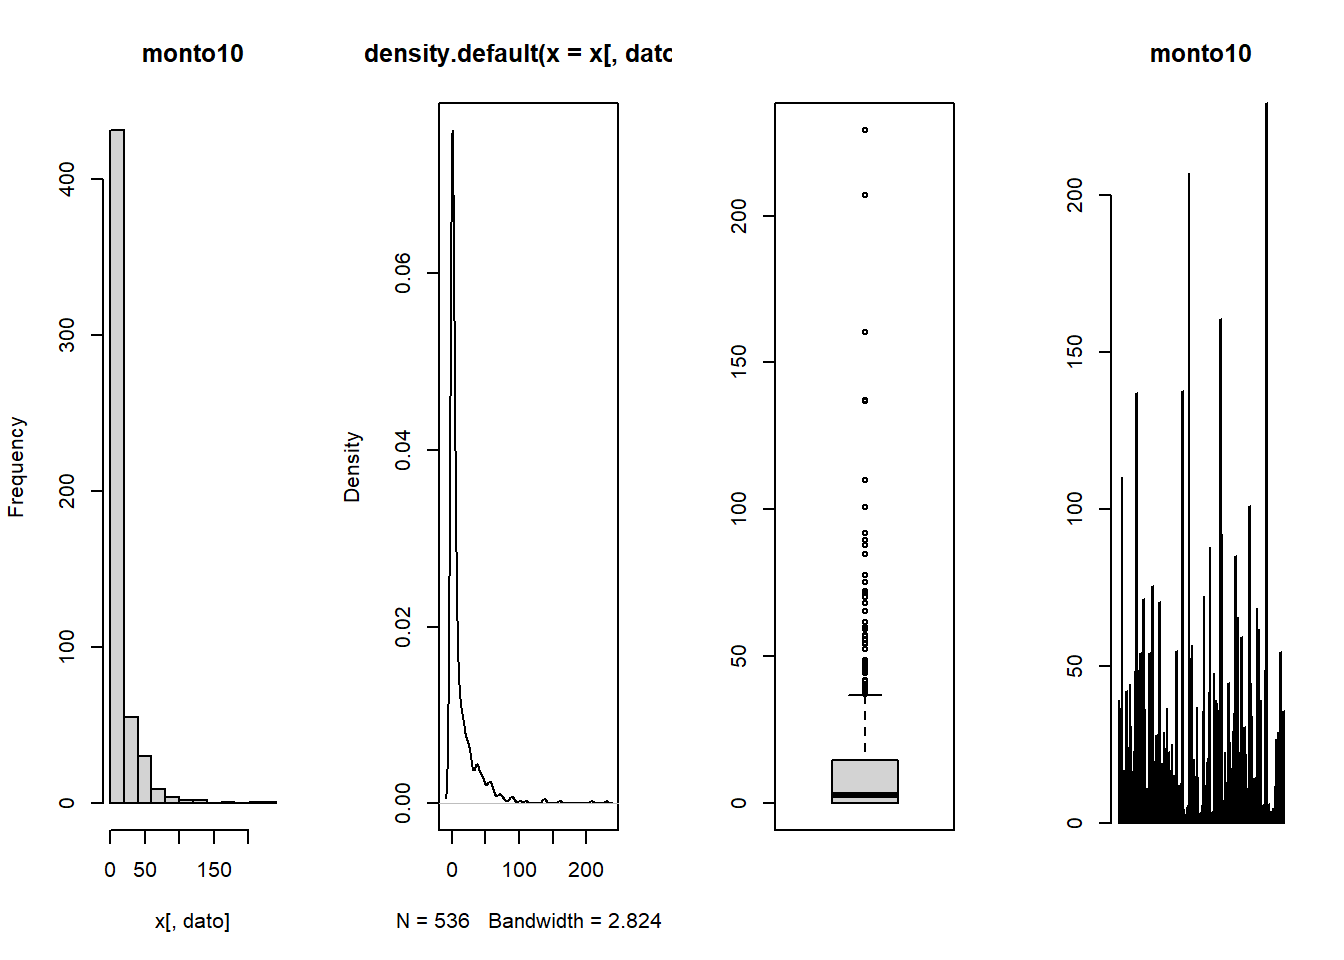 monto10
Frequency
400
300
200
100
0
0 50 150
x[, dato]
density.default(x = x[, dato
Density
0.06
0.04
0.02
0.00
0 100 200
N = 536 Bandwidth = 2.824
200
150
100
50
0
monto10
200
150
100
50
0